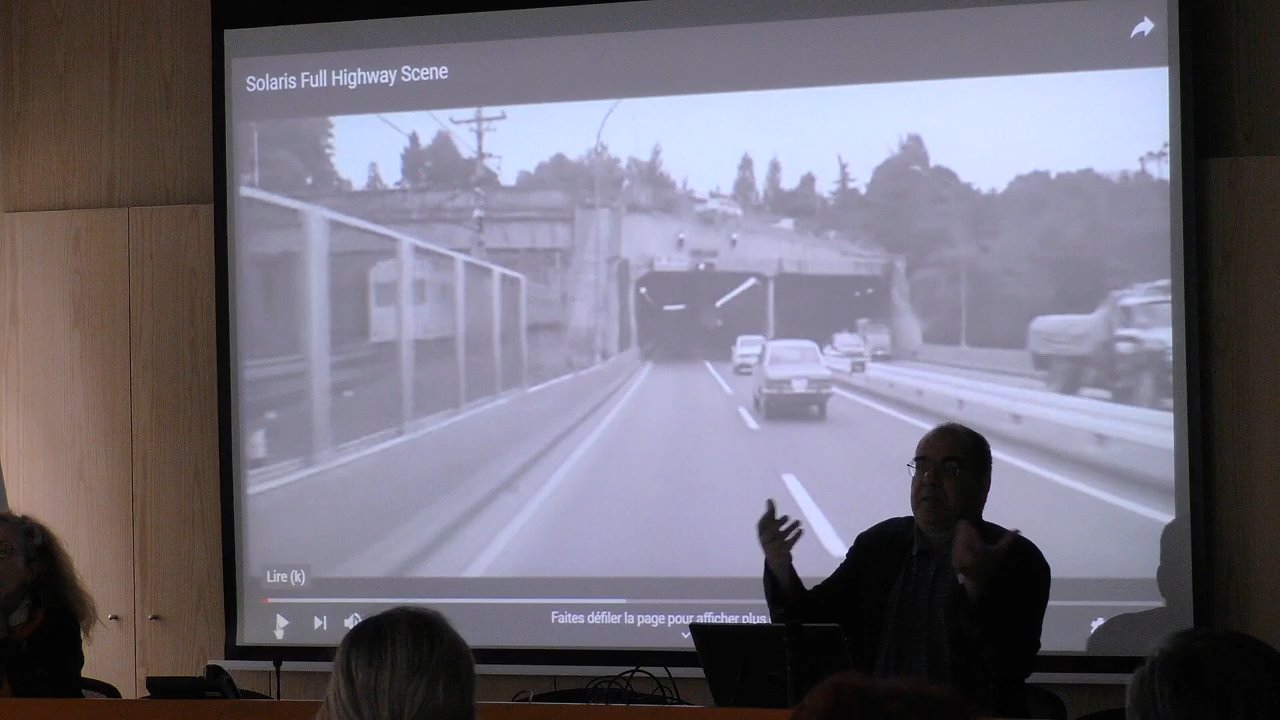 Solaris Full Highway Scene
Lire (k)
Faites défiler la page pour afficher plus